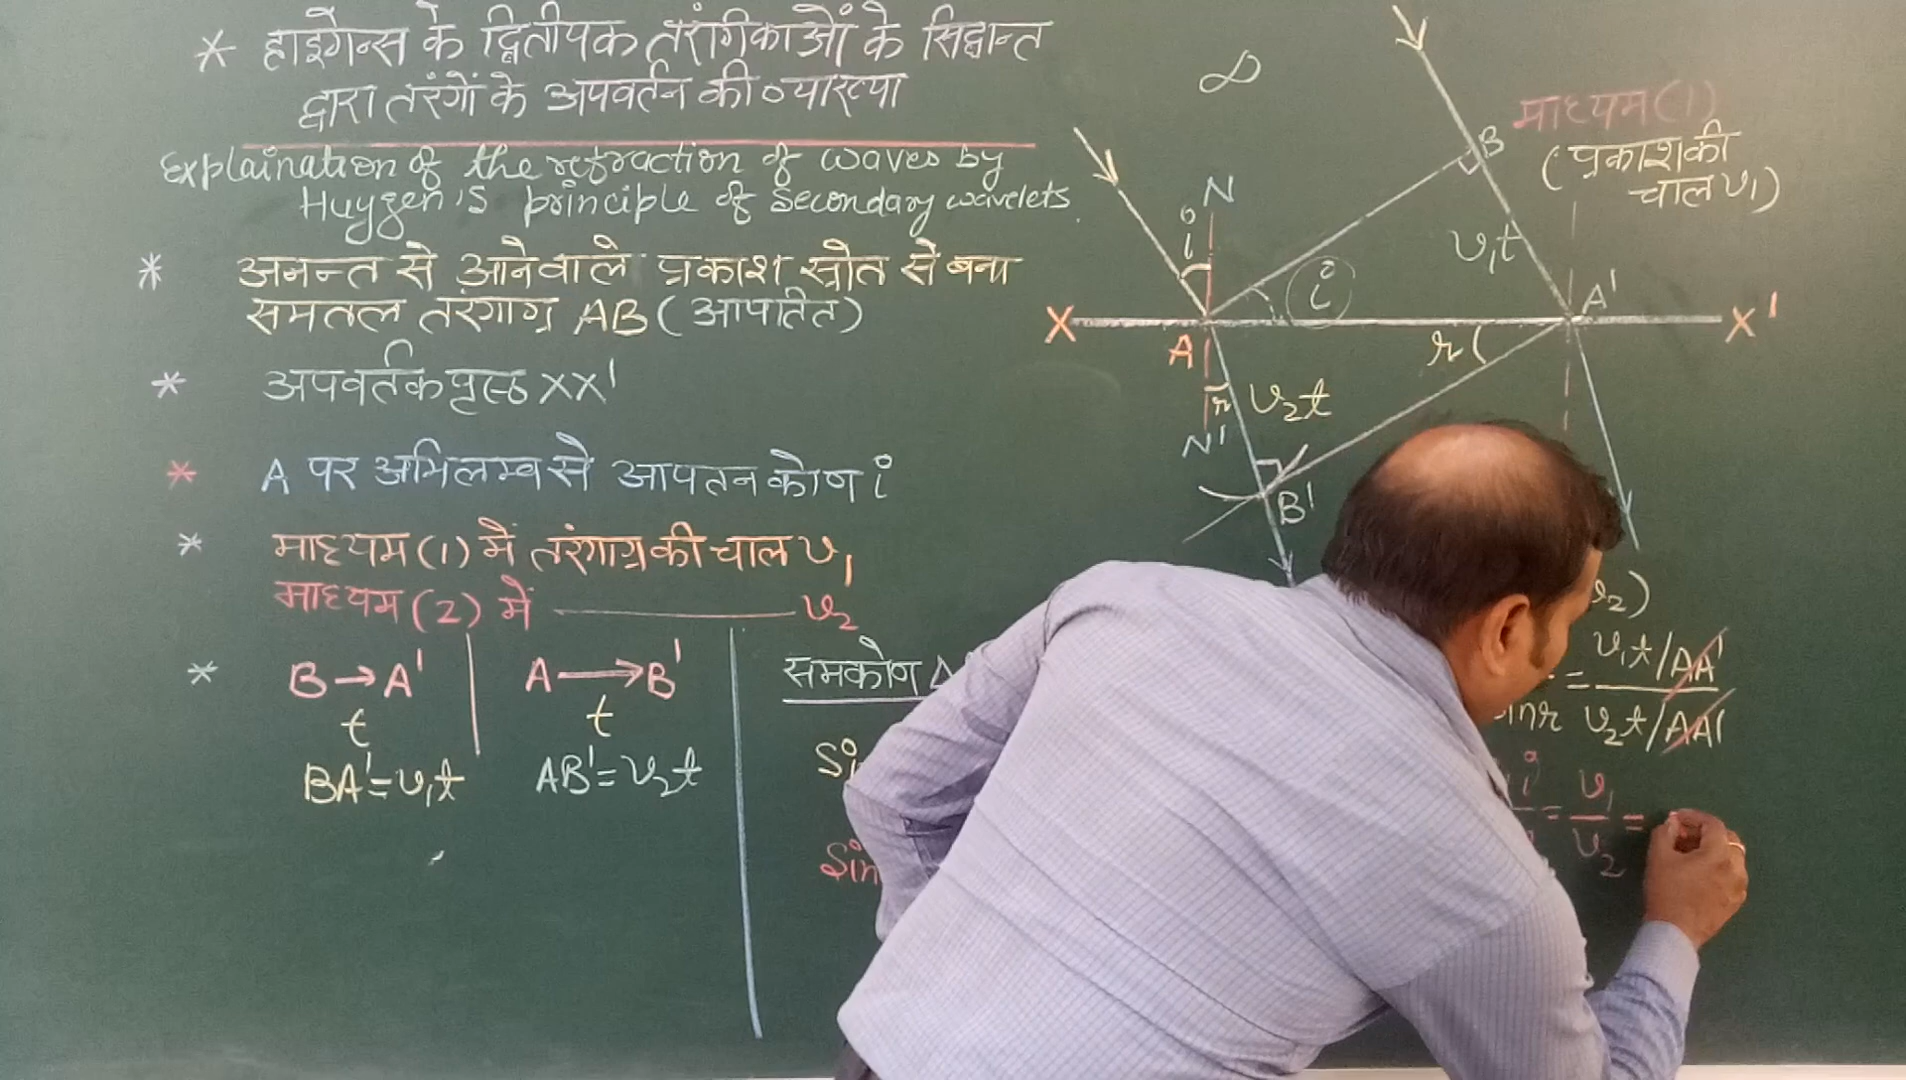 * हाइगेन्स के द्वितीयक तरंगिकाओं के सिद्धान्त
द्वारा तरंगों के अपवर्तन की व्याख्या
Explaination of the refraction of waves by
Huygen's principle of secondary wavelets.
* अनन्त से आनेवाले प्रकाश स्रोत से बना
समतल तरंगाग्र AB (आपतित)
* अपवर्तक पृष्ठ XX'
* A पर अभिलम्ब से आपतन कोण i
* माध्यम (1) में तरंगाग्र की चाल v₁
माध्यम (2) में ——— v₂
* B→A' A→B'
t t
BA'=v₁t AB'=v₂t
समकोण Δ
Sin
∞
माध्यम (1)
(प्रकाश की
चाल v₁)
B
N
i
v₁t
i
A'
X
X'
A
r
r
v₂t
N'
B'
v₂)
= v₁t/AA'
sinr v₂t/AA'
i = v₁ =
v₂